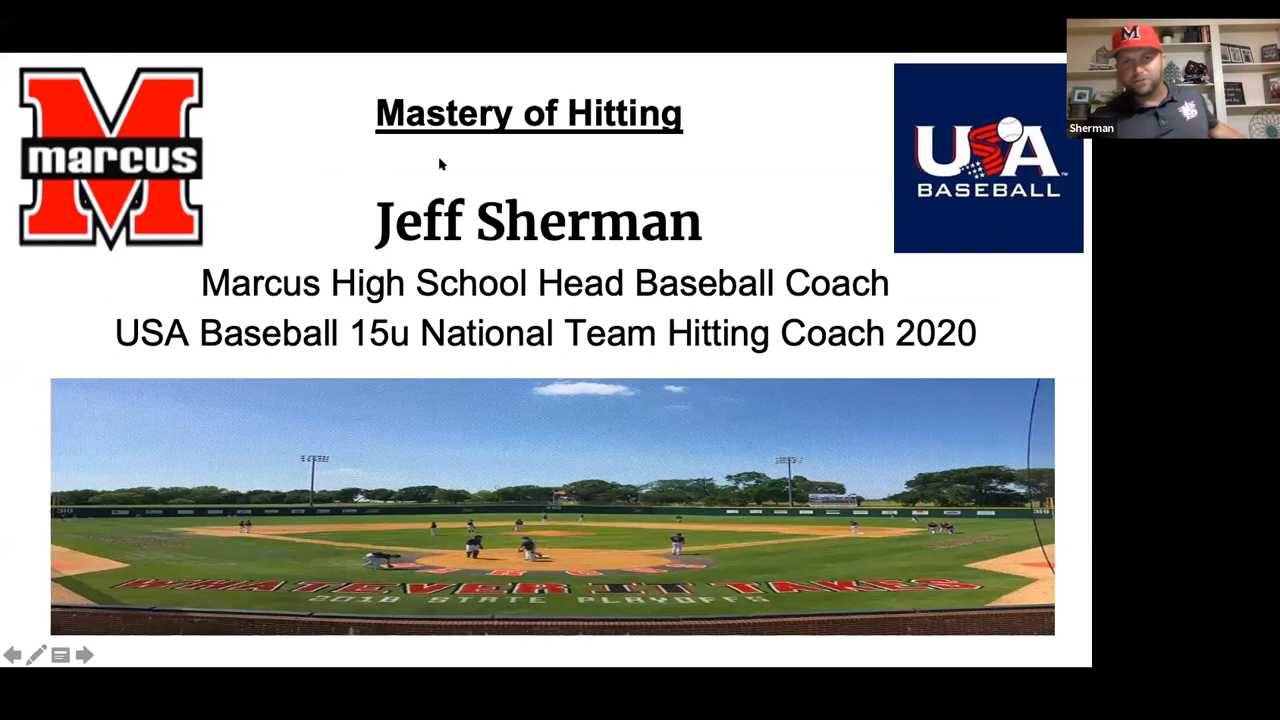 Mastery of Hitting
marcus
USA
BASEBALL
Sherman
Jeff Sherman
Marcus High School Head Baseball Coach
USA Baseball 15u National Team Hitting Coach 2020
WHATEVER IT TAKES
2018 STATE PLAYOFFS